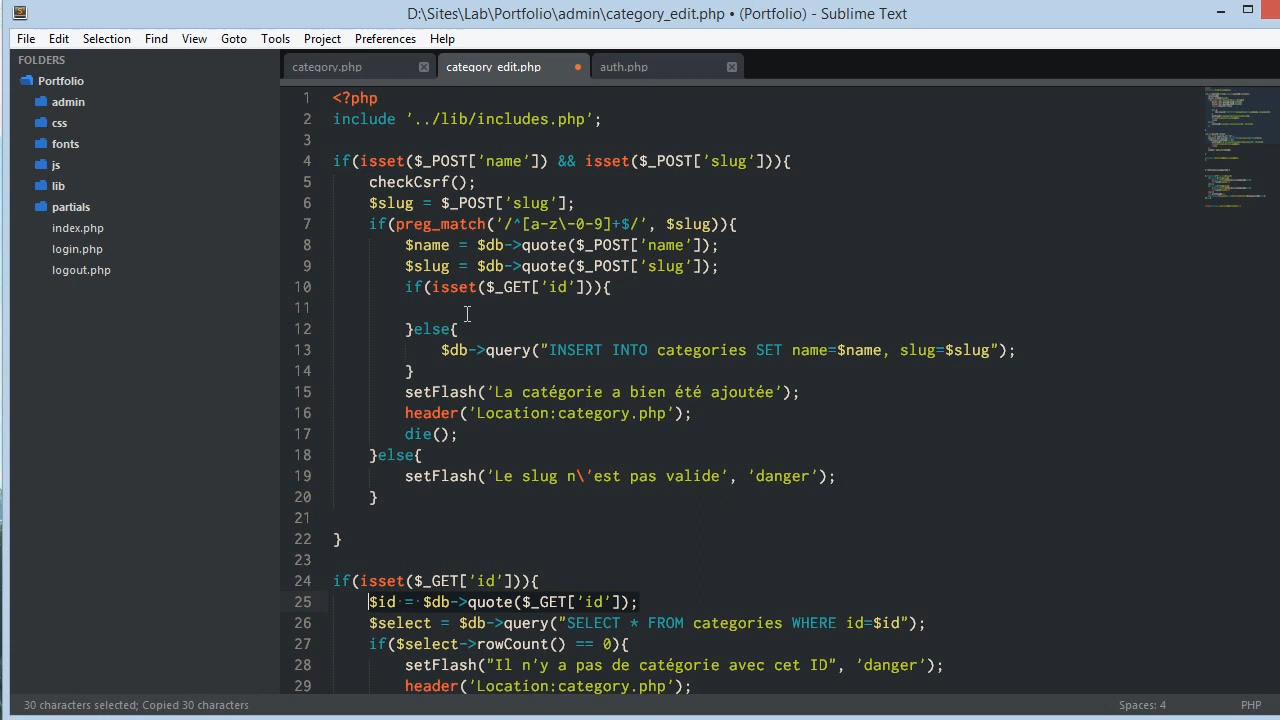 D:\Sites\Lab\Portfolio\admin\category_edit.php • (Portfolio) - Sublime Text
File Edit Selection Find View Goto Tools Project Preferences Help
FOLDERS
Portfolio
admin
css
fonts
js
lib
partials
index.php
login.php
logout.php
category.php category_edit.php auth.php
1 <?php
2 include '../lib/includes.php';
3
4 if(isset($_POST['name']) && isset($_POST['slug'])){
5 checkCsrf();
6 $slug = $_POST['slug'];
7 if(preg_match('/^[a-z\-0-9]+$/', $slug)){
8 $name = $db->quote($_POST['name']);
9 $slug = $db->quote($_POST['slug']);
10 if(isset($_GET['id'])){
11
12 }else{
13 $db->query("INSERT INTO categories SET name=$name, slug=$slug");
14 }
15 setFlash('La catégorie a bien été ajoutée');
16 header('Location:category.php');
17 die();
18 }else{
19 setFlash('Le slug n\'est pas valide', 'danger');
20 }
21
22 }
23
24 if(isset($_GET['id'])){
25 $id = $db->quote($_GET['id']);
26 $select = $db->query("SELECT * FROM categories WHERE id=$id");
27 if($select->rowCount() == 0){
28 setFlash("Il n'y a pas de catégorie avec cet ID", 'danger');
29 header('Location:category.php');
30 characters selected; Copied 30 characters
Spaces: 4 PHP